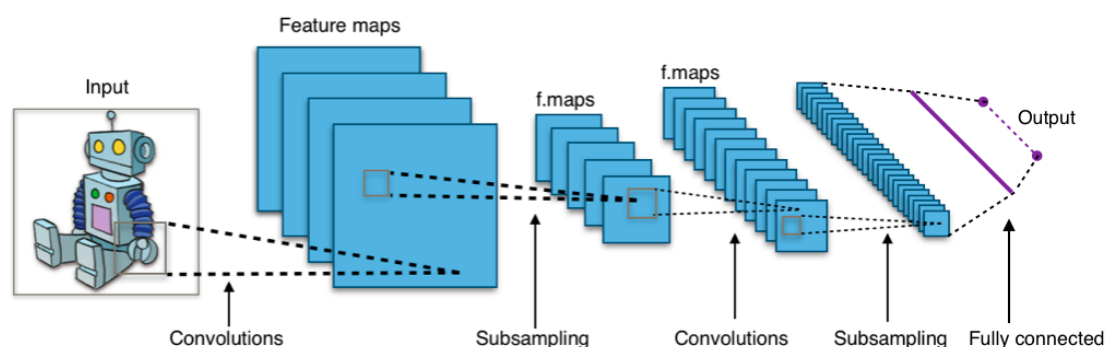 Feature maps
f.maps
Input
f.maps
Output
Convolutions
Subsampling
Convolutions
Subsampling
Fully connected